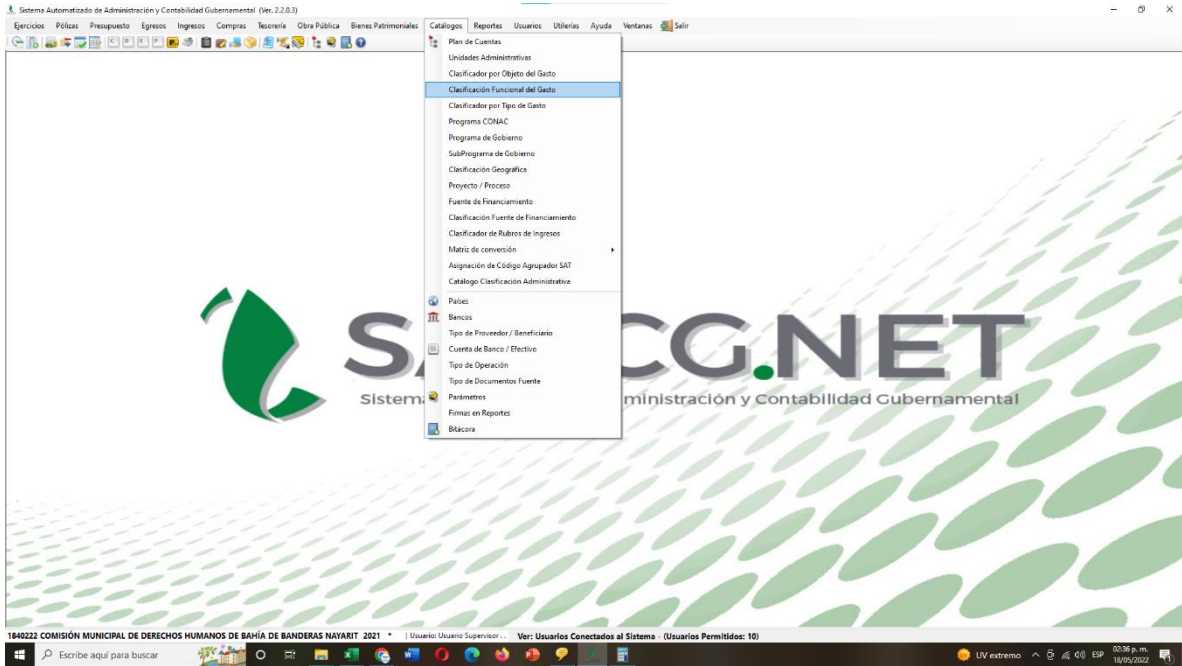 Sistema Automatizado de Administración y Contabilidad Gubernamental (Ver. 2.2.0.3)
Ejercicios Pólizas Presupuesto Egresos Ingresos Compras Tesorería Obra Pública Bienes Patrimoniales Catálogos Reportes Usuarios Utilerías Ayuda Ventanas Salir
Plan de Cuentas
Unidades Administrativas
Clasificador por Objeto del Gasto
Clasificación Funcional del Gasto
Clasificador por Tipo de Gasto
Programa CONAC
Programa de Gobierno
SubPrograma de Gobierno
Clasificación Geográfica
Proyecto / Proceso
Fuente de Financiamiento
Clasificación Fuente de Financiamiento
Clasificador de Rubros de Ingresos
Matriz de conversión
Asignación de Código Agrupador SAT
Catálogo Clasificación Administrativa
Países
Bancos
Tipo de Proveedor / Beneficiario
Cuenta de Banco / Efectivo
Tipo de Operación
Tipo de Documentos Fuente
Parámetros
Firmas en Reportes
Bitácora
S CG.NET
Sistema ministración y Contabilidad Gubernamental
1840222 COMISIÓN MUNICIPAL DE DERECHOS HUMANOS DE BAHÍA DE BANDERAS NAYARIT 2021 * | Usuario: Usuario Supervisor . . Ver: Usuarios Conectados al Sistema - (Usuarios Permitidos: 10)
Escribe aquí para buscar
UV extremo ESP 02:36 p. m.
18/05/2022